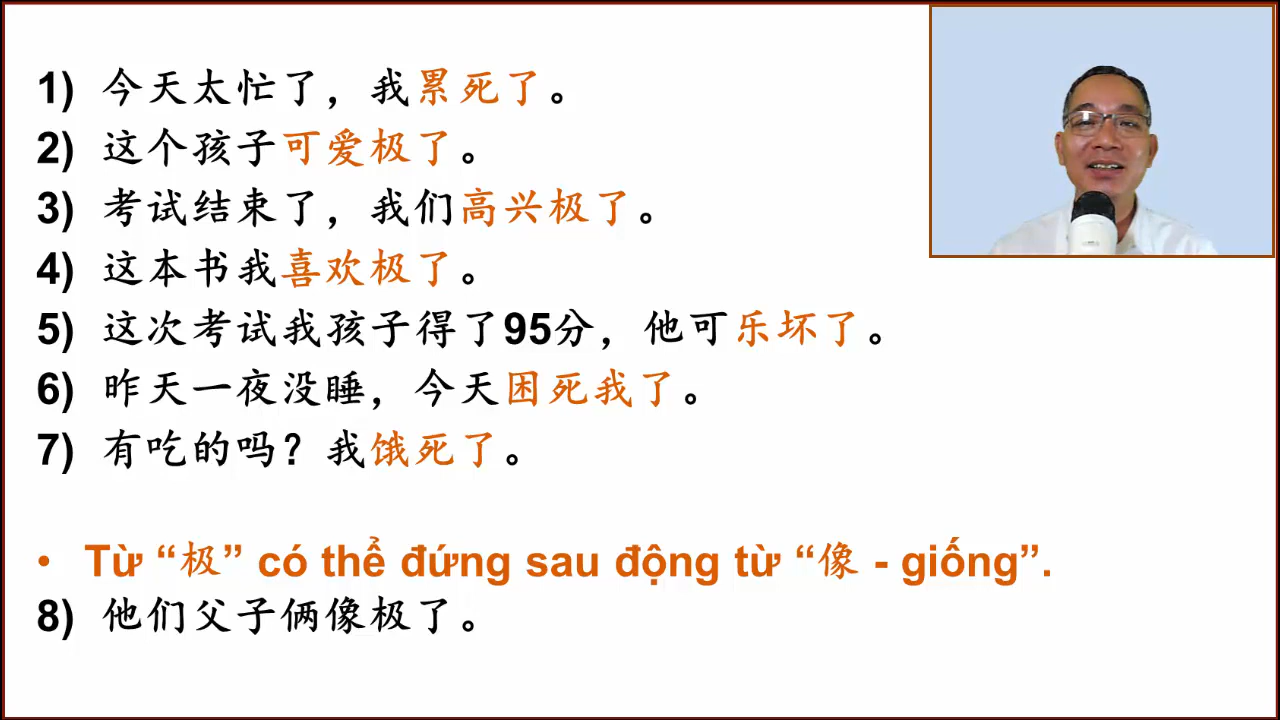 1) 今天太忙了，我累死了。
2) 这个孩子可爱极了。
3) 考试结束了，我们高兴极了。
4) 这本书我喜欢极了。
5) 这次考试我孩子得了95分，他可乐坏了。
6) 昨天一夜没睡，今天困死我了。
7) 有吃的吗？我饿死了。
• Từ “极” có thể đứng sau động từ “像 - giống”.
8) 他们父子俩像极了。